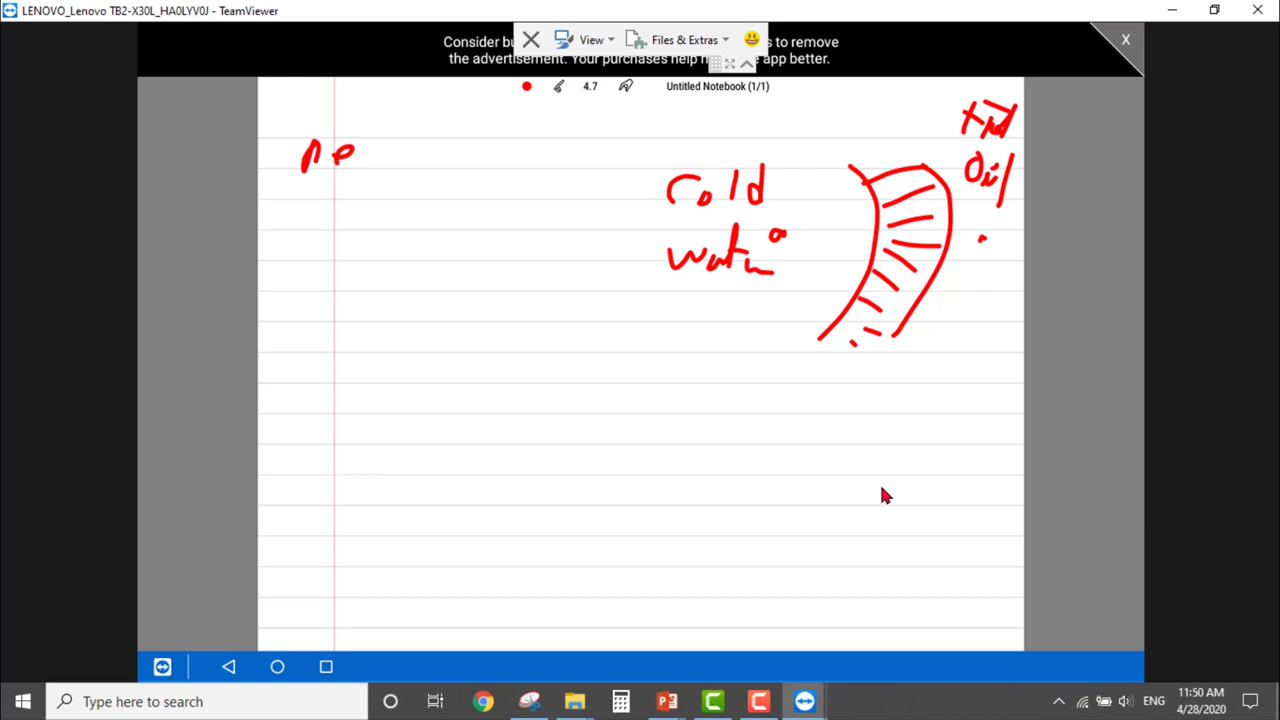 LENOVO_Lenovo TB2-X30L_HA0LYV0J - TeamViewer
View
Files & Extras
Consider bu s to remove
the advertisement. Your purchases help app better.
X
4.7
Untitled Notebook (1/1)
cold
water
Oil
Type here to search
ENG
11:50 AM
4/28/2020